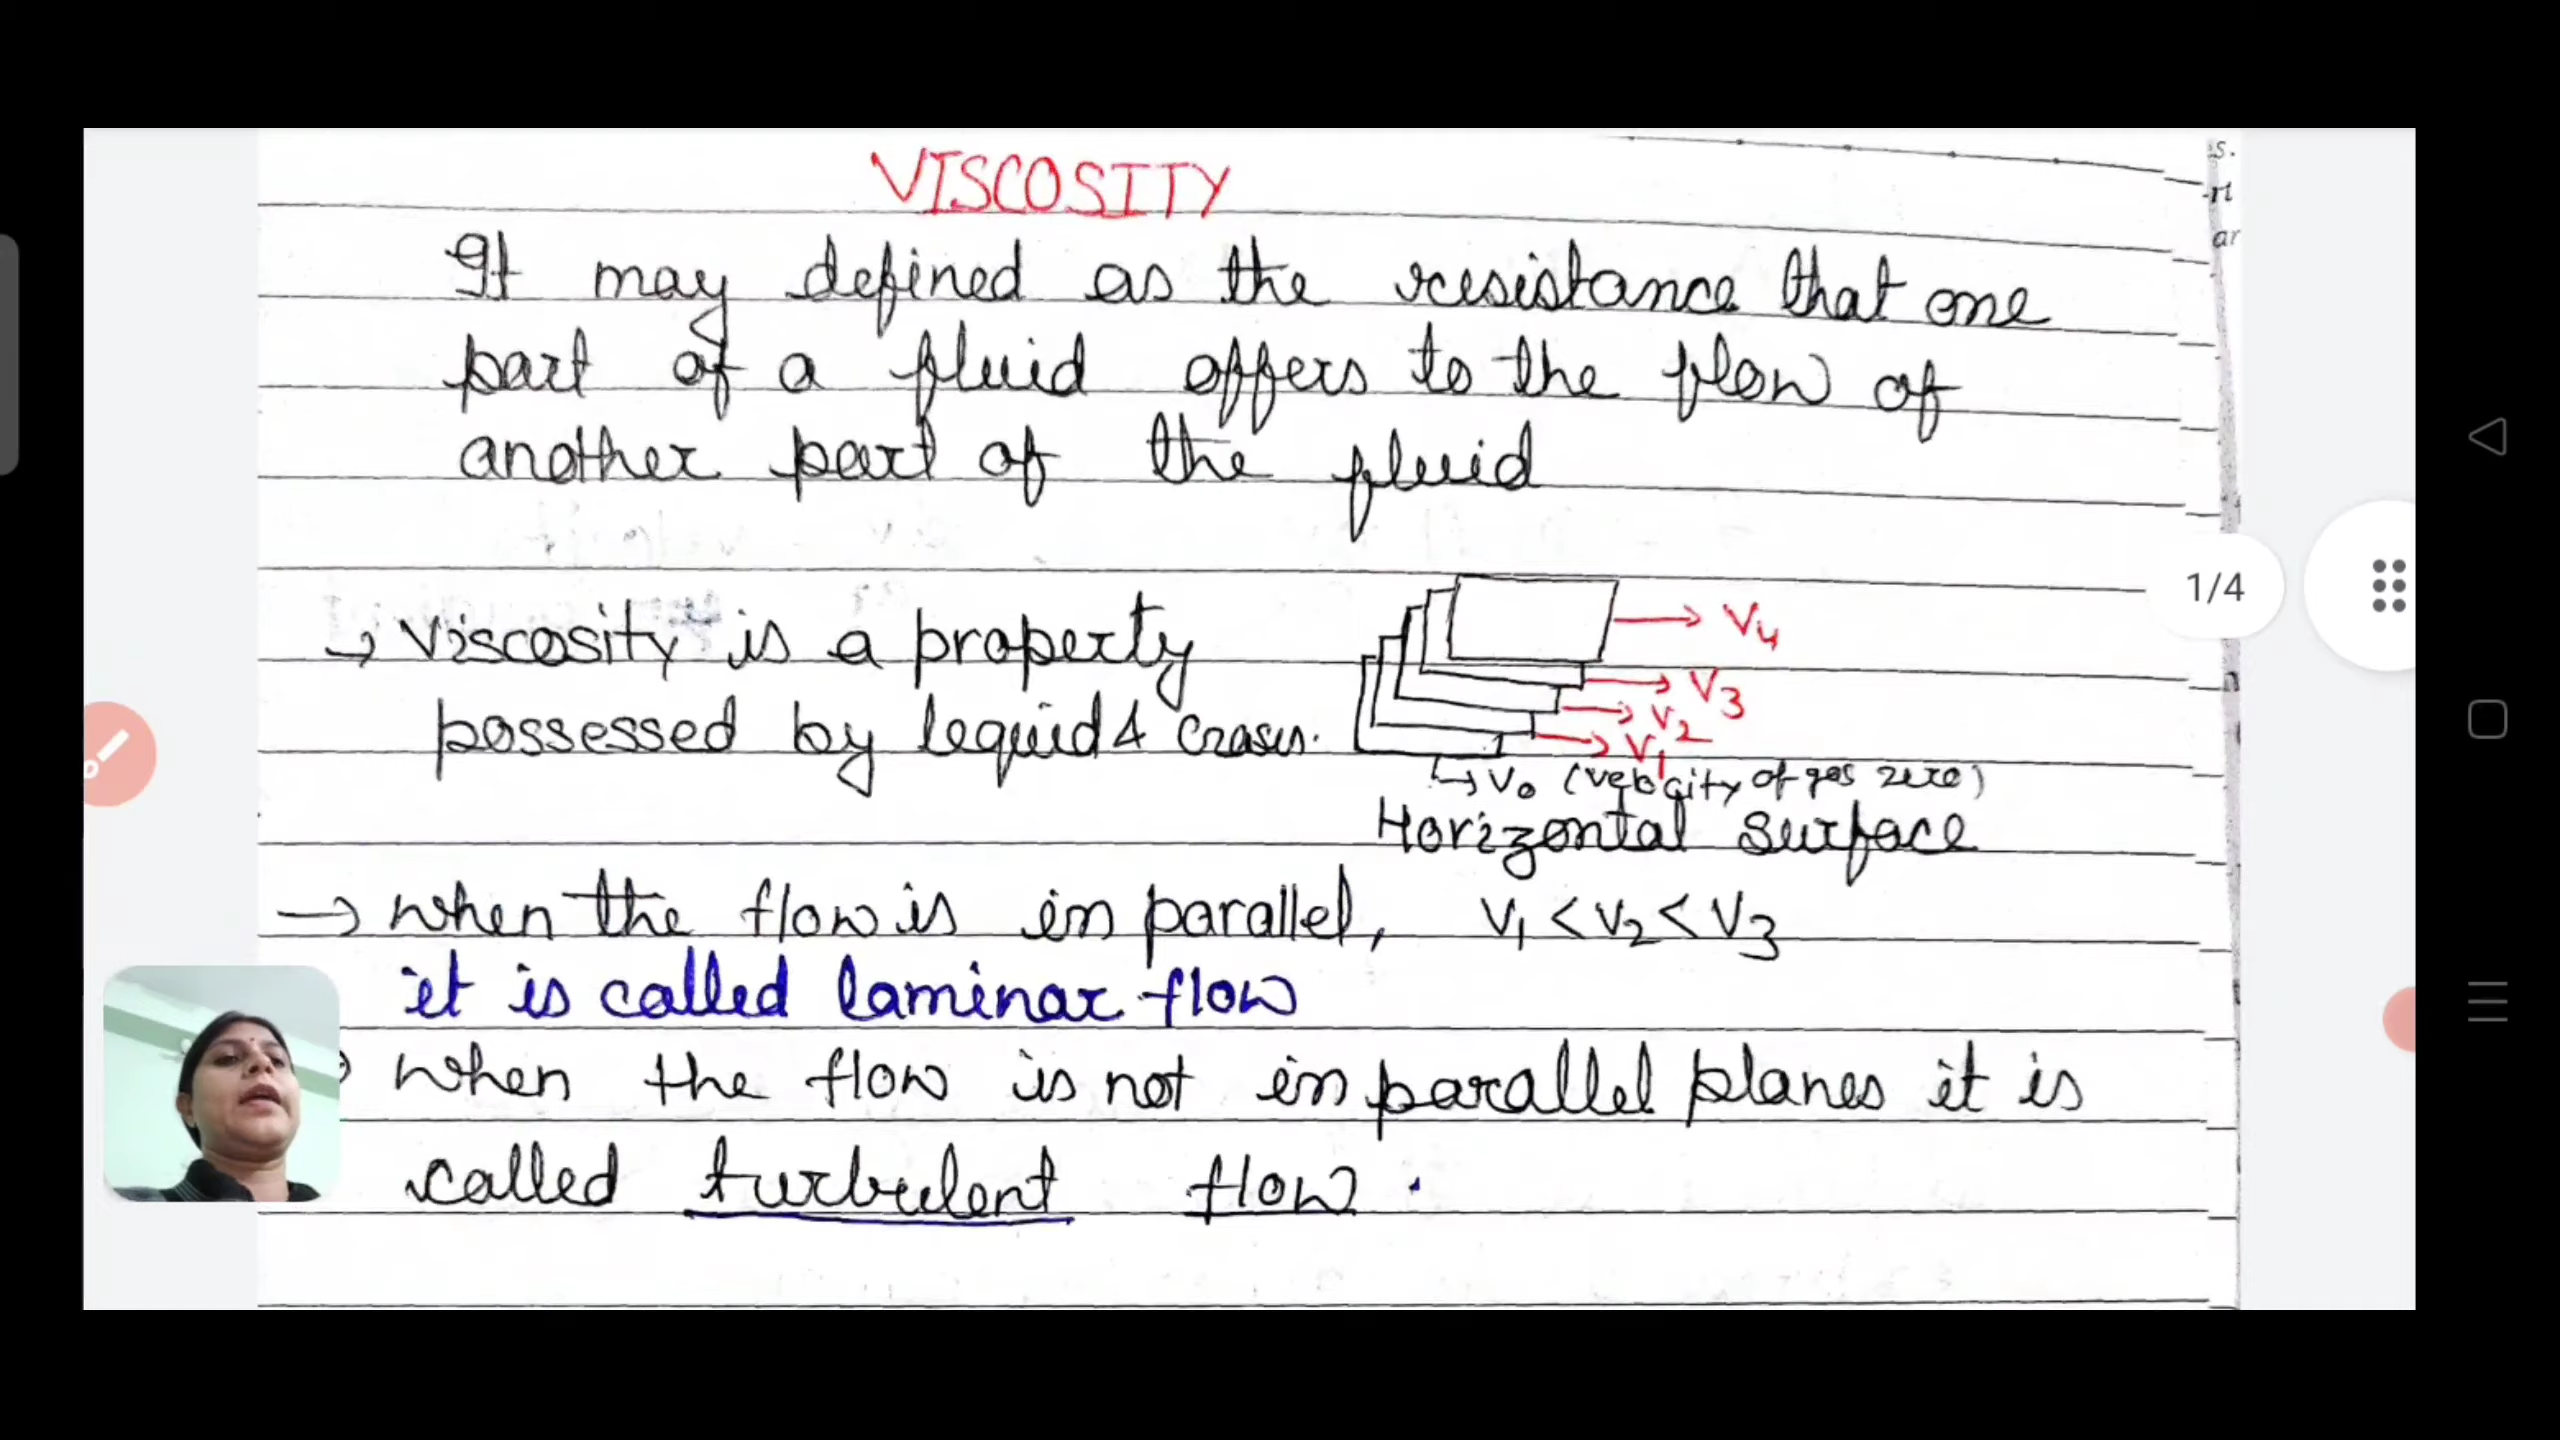 VISCOSITY
It may defined as the resistance that one
part of a fluid offers to the flow of
another part of the fluid
→ Viscosity is a property
possessed by liquid & Gases.
→ V4
→ V3
→ V2
→ V1
→ V0 (velocity of gas zero)
Horizontal Surface
1/4
→ when the flow is in parallel, V1 < V2 < V3
it is called laminar flow
when the flow is not in parallel planes it is
called turbulent flow.